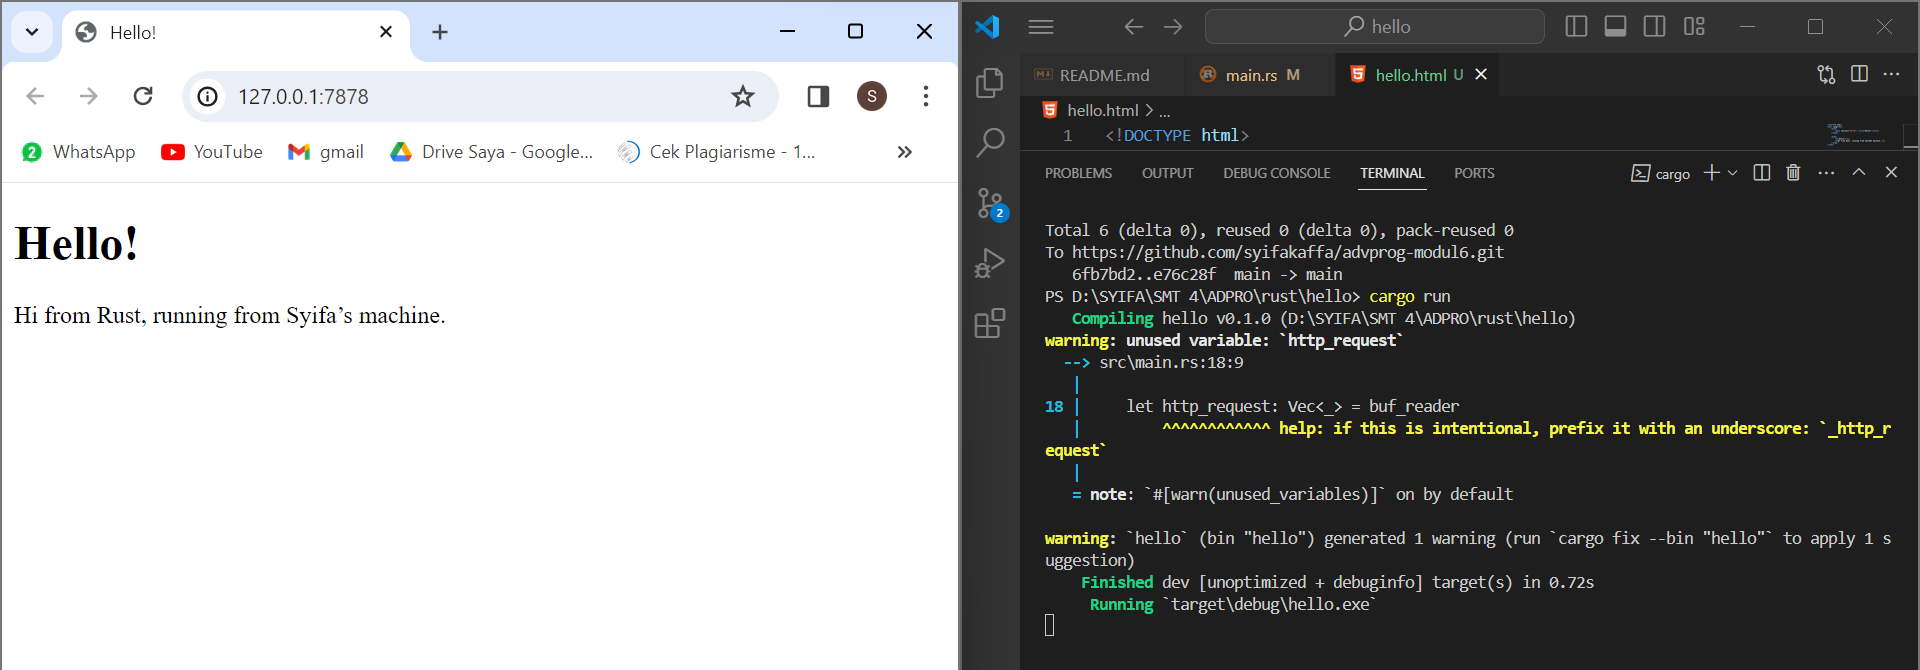 Hello!
127.0.0.1:7878
S
2 WhatsApp YouTube gmail Drive Saya - Google... Cek Plagiarisme - 1... »
Hello!
Hi from Rust, running from Syifa’s machine.
hello
README.md main.rs M hello.html U
hello.html > ...
1 <!DOCTYPE html>
PROBLEMS OUTPUT DEBUG CONSOLE TERMINAL PORTS cargo
2
Total 6 (delta 0), reused 0 (delta 0), pack-reused 0
To https://github.com/syifakaffa/advprog-modul6.git
6fb7bd2..e76c28f main -> main
PS D:\SYIFA\SMT 4\ADPRO\rust\hello> cargo run
Compiling hello v0.1.0 (D:\SYIFA\SMT 4\ADPRO\rust\hello)
warning: unused variable: `http_request`
--> src\main.rs:18:9
|
18 | let http_request: Vec<_> = buf_reader
| ^^^^^^^^^^^^ help: if this is intentional, prefix it with an underscore: `_http_r
equest`
|
= note: `#[warn(unused_variables)]` on by default
warning: `hello` (bin "hello") generated 1 warning (run `cargo fix --bin "hello"` to apply 1 s
uggestion)
Finished dev [unoptimized + debuginfo] target(s) in 0.72s
Running `target\debug\hello.exe`